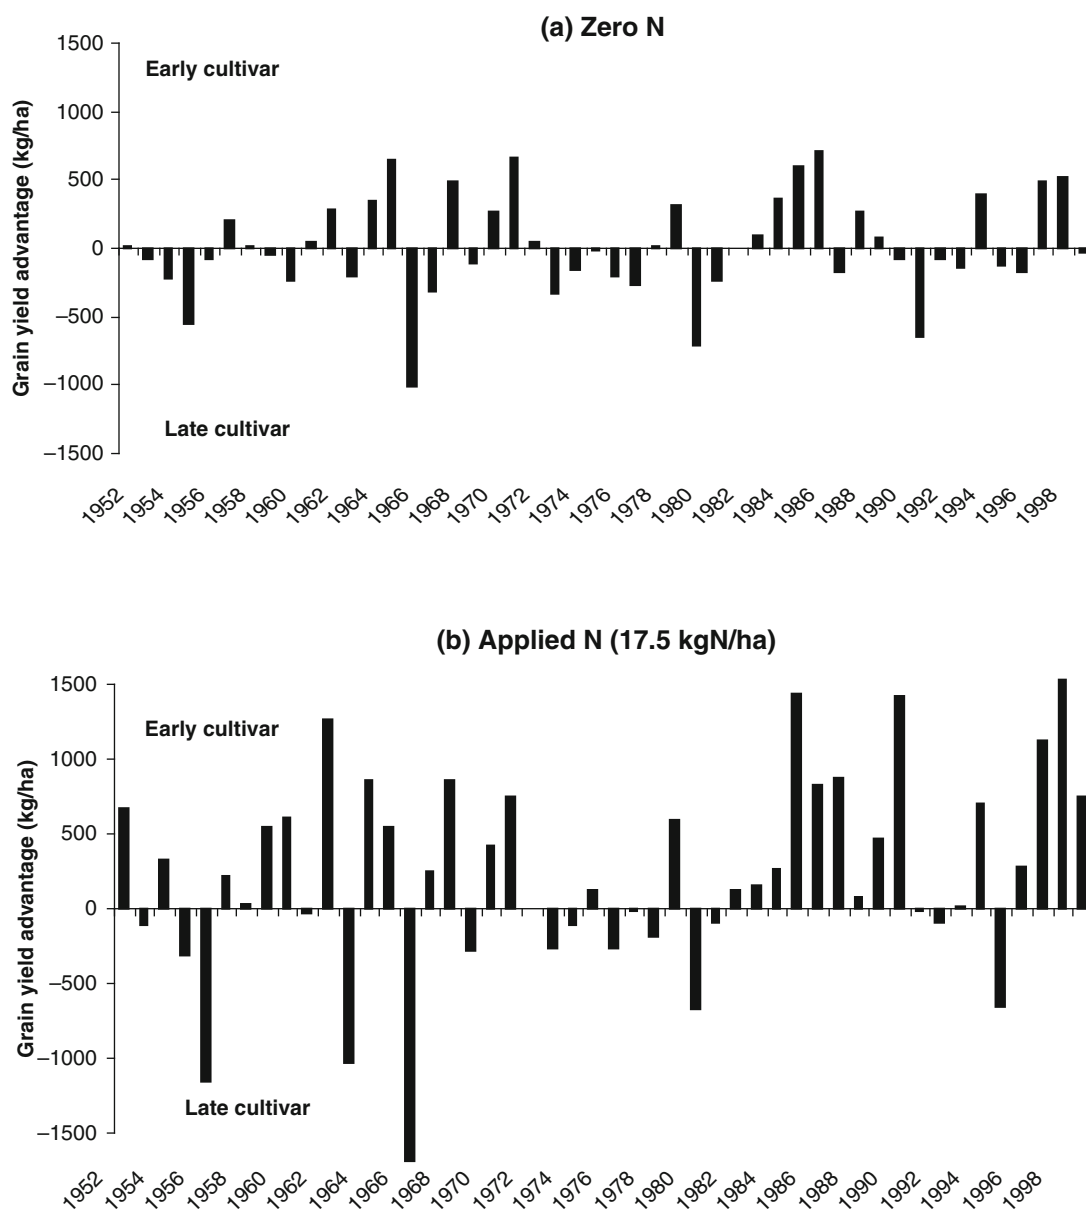 (a) Zero N
1500
Early cultivar
1000
500
0
–500
–1000
Late cultivar
–1500
Grain yield advantage (kg/ha)
1952 1954 1956 1958 1960 1962 1964 1966 1968 1970 1972 1974 1976 1978 1980 1982 1984 1986 1988 1990 1992 1994 1996 1998
(b) Applied N (17.5 kgN/ha)
1500
Early cultivar
1000
500
0
–500
–1000
Late cultivar
–1500
Grain yield advantage (kg/ha)
1952 1954 1956 1958 1960 1962 1964 1966 1968 1970 1972 1974 1976 1978 1980 1982 1984 1986 1988 1990 1992 1994 1996 1998